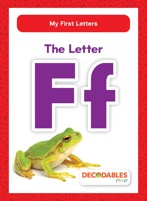 My First Letters
The Letter
Ff
DECODABLES